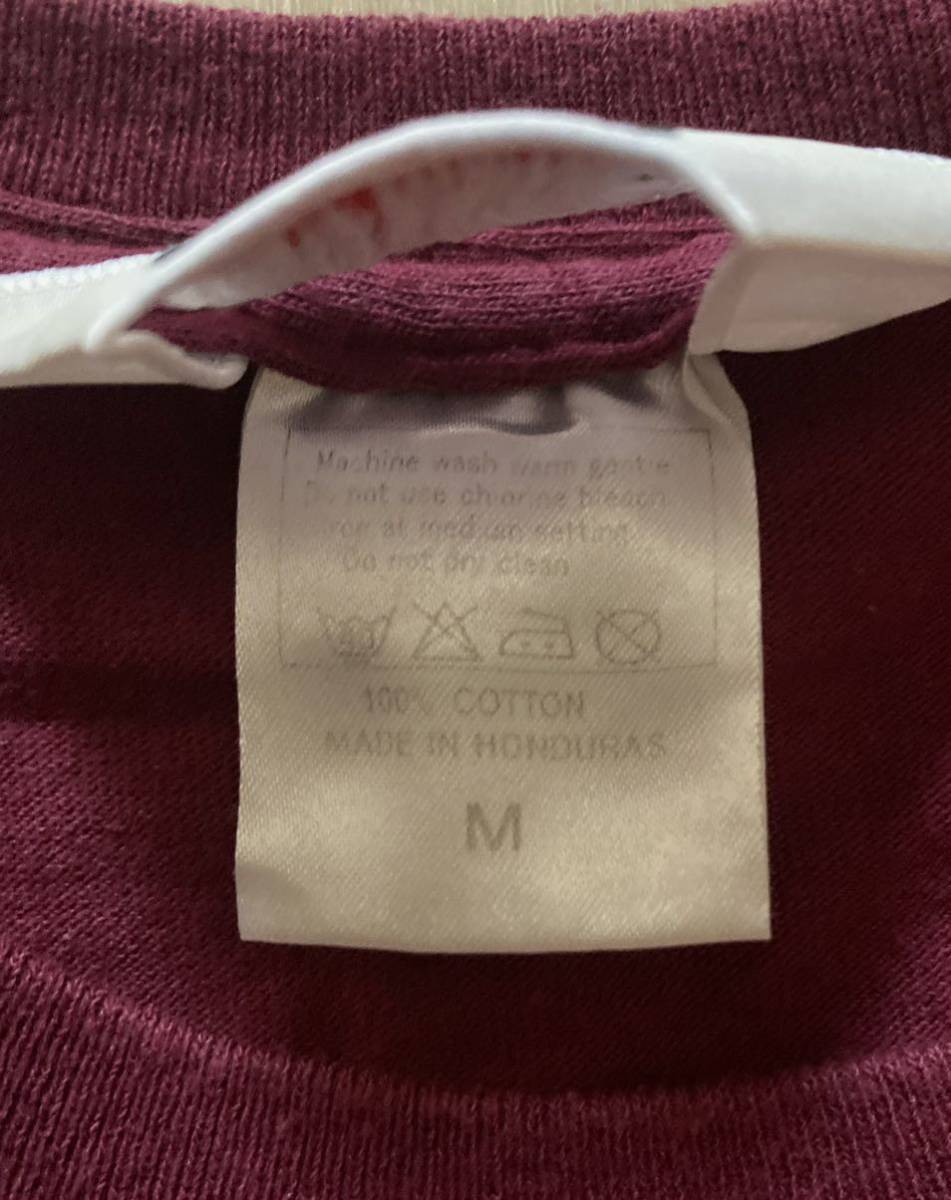 Machine wash warm gentle
Do not use chlorine bleach
Iron at medium setting
Do not dry clean
100% COTTON
MADE IN HONDURAS
M